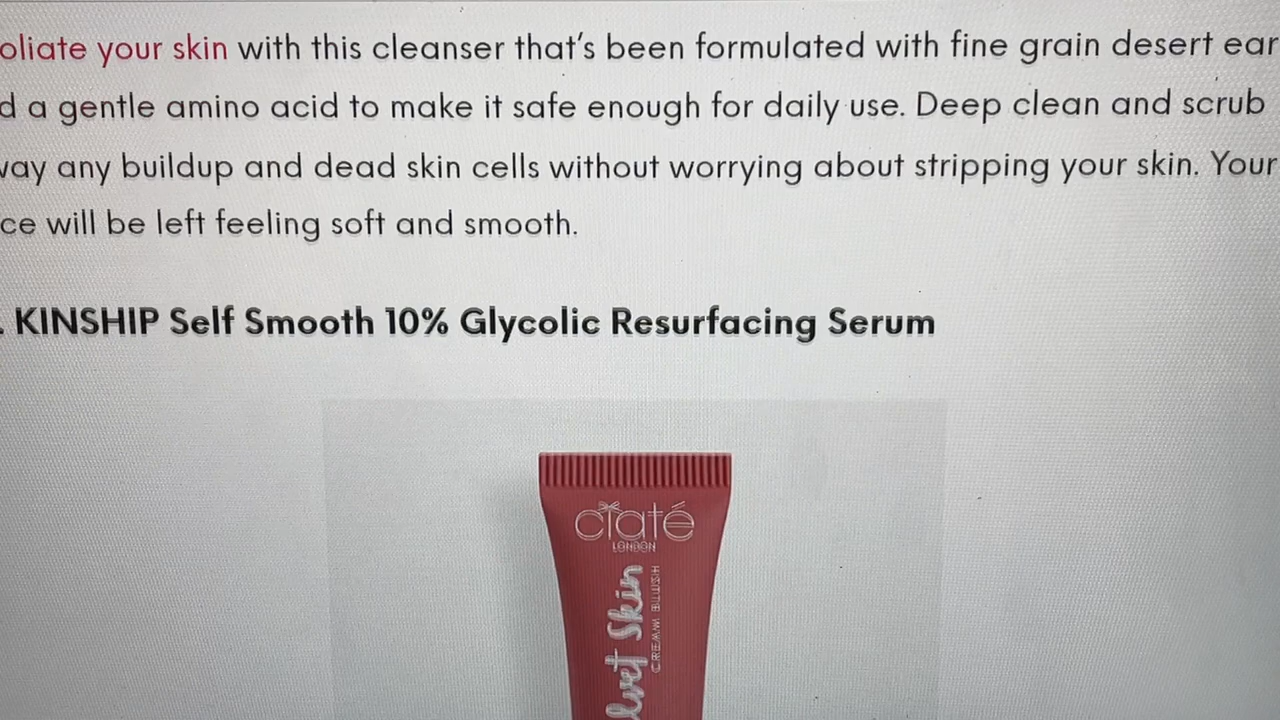 oliate your skin with this cleanser that's been formulated with fine grain desert ear
d a gentle amino acid to make it safe enough for daily use. Deep clean and scrub
way any buildup and dead skin cells without worrying about stripping your skin. Your
ce will be left feeling soft and smooth.
. KINSHIP Self Smooth 10% Glycolic Resurfacing Serum
ciaté
LONDON
lvet Skin
CREAM BLUSH